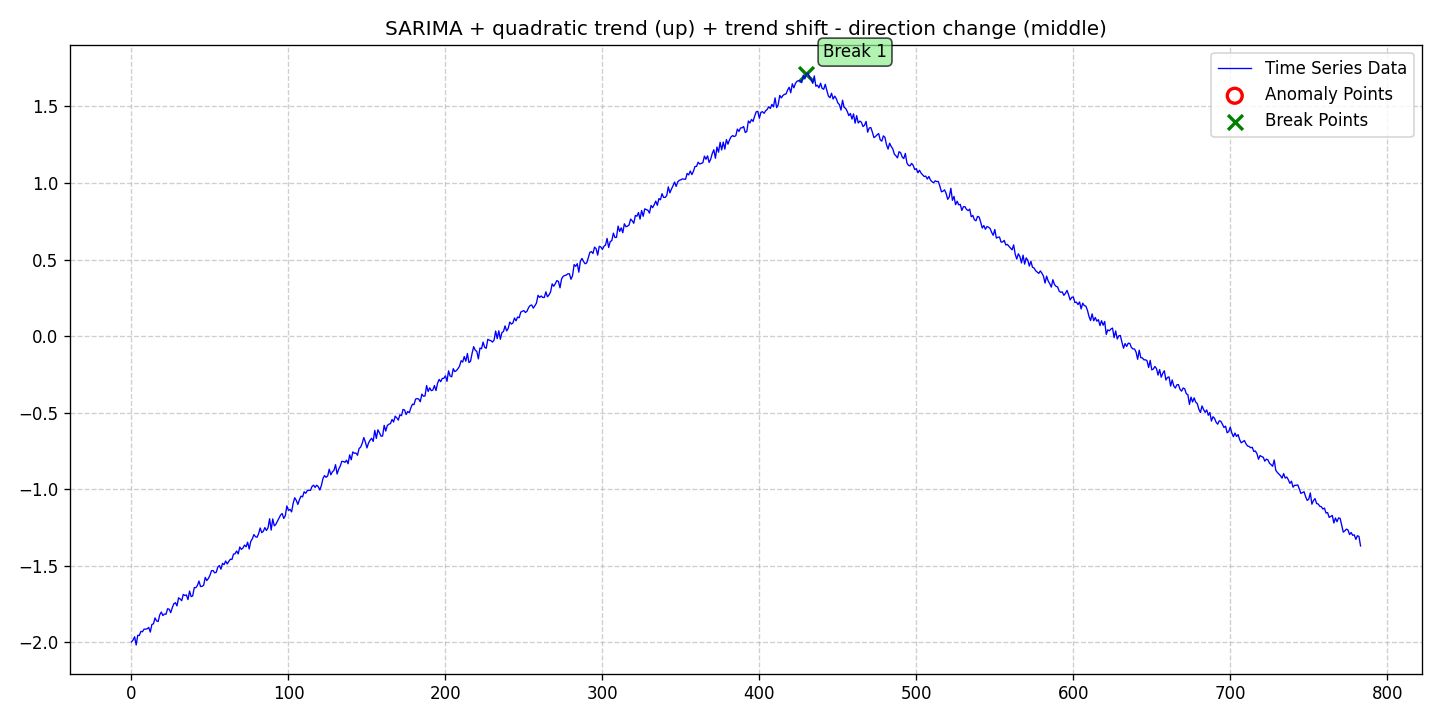 SARIMA + quadratic trend (up) + trend shift - direction change (middle)
Break 1
Time Series Data
Anomaly Points
Break Points
1.5
1.0
0.5
0.0
−0.5
−1.0
−1.5
−2.0
0 100 200 300 400 500 600 700 800